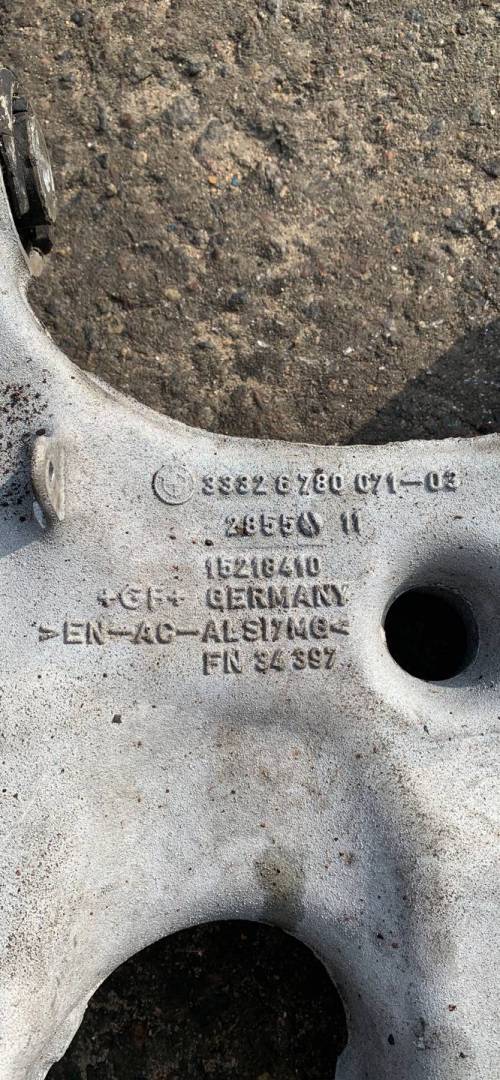 3332 6 780 071-03
2855 11
15218410
+GF+ GERMANY
>EN-AC-ALSI7MG<
FN 34 397